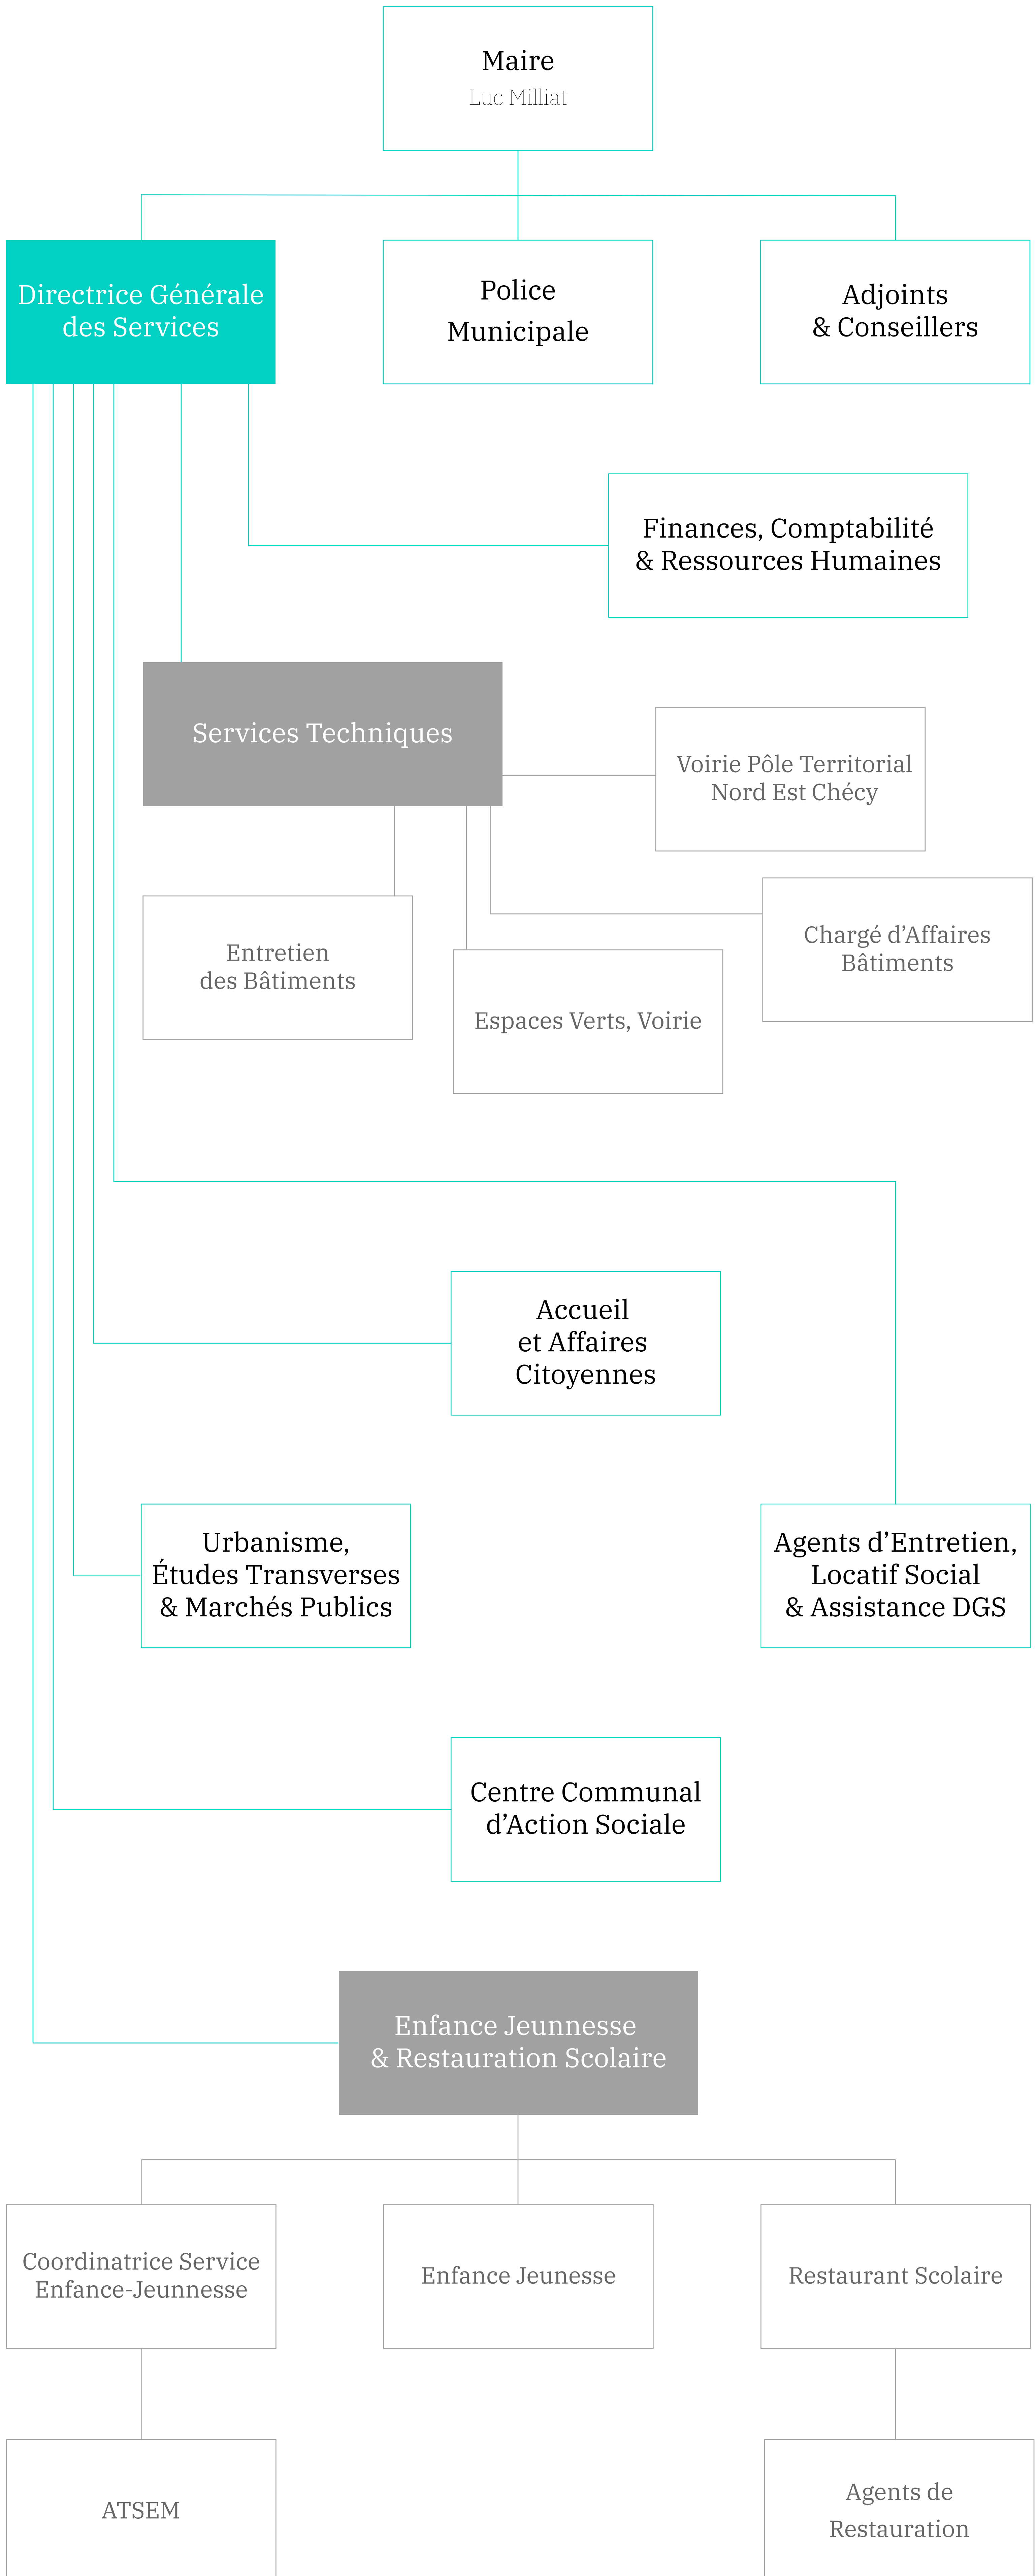 Maire
Luc Milliat
Directrice Générale
des Services
Police
Municipale
Adjoints
& Conseillers
Finances, Comptabilité
& Ressources Humaines
Services Techniques
Voirie Pôle Territorial
Nord Est Chécy
Chargé d’Affaires
Bâtiments
Entretien
des Bâtiments
Espaces Verts, Voirie
Accueil
et Affaires
Citoyennes
Urbanisme,
Études Transverses
& Marchés Publics
Agents d’Entretien,
Locatif Social
& Assistance DGS
Centre Communal
d’Action Sociale
Enfance Jeunnesse
& Restauration Scolaire
Coordinatrice Service
Enfance-Jeunnesse
Enfance Jeunesse
Restaurant Scolaire
ATSEM
Agents de
Restauration